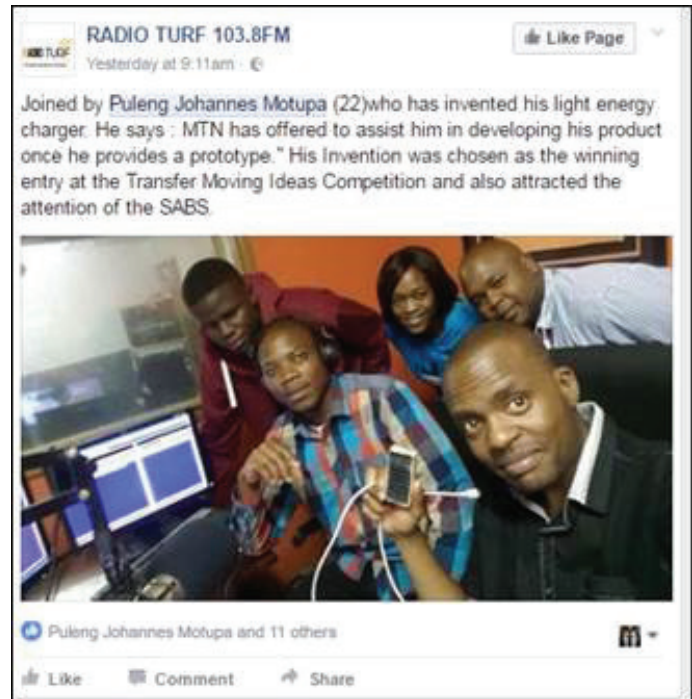 RADIO TURF 103.8FM
Like Page
Yesterday at 9:11am
Joined by Puleng Johannes Motupa (22)who has invented his light energy
charger. He says : MTN has offered to assist him in developing his product
once he provides a prototype." His Invention was chosen as the winning
entry at the Transfer Moving Ideas Competition and also attracted the
attention of the SABS.
Puleng Johannes Motupa and 11 others
Like
Comment
Share